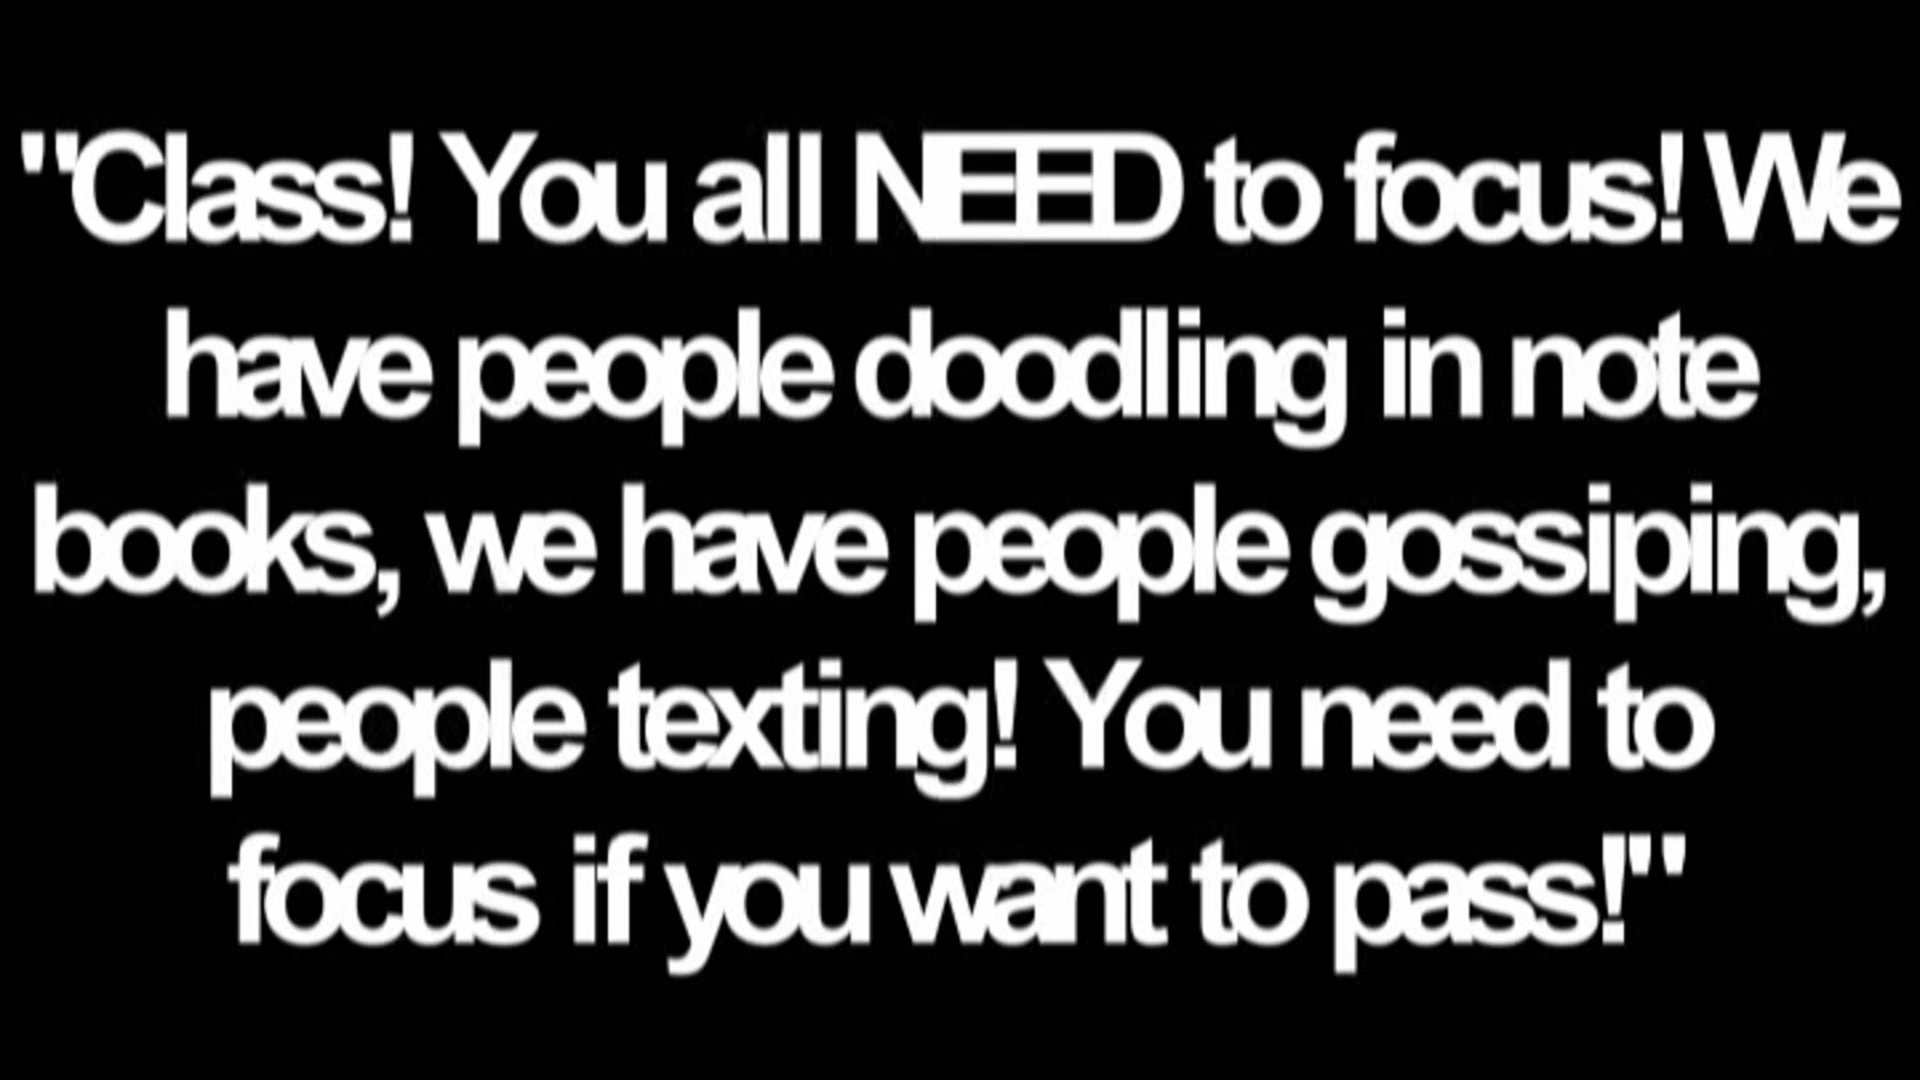 "Class! You all NEED to focus! We
have people doodling in note
books, we have people gossiping,
people texting! You need to
focus if you want to pass!"